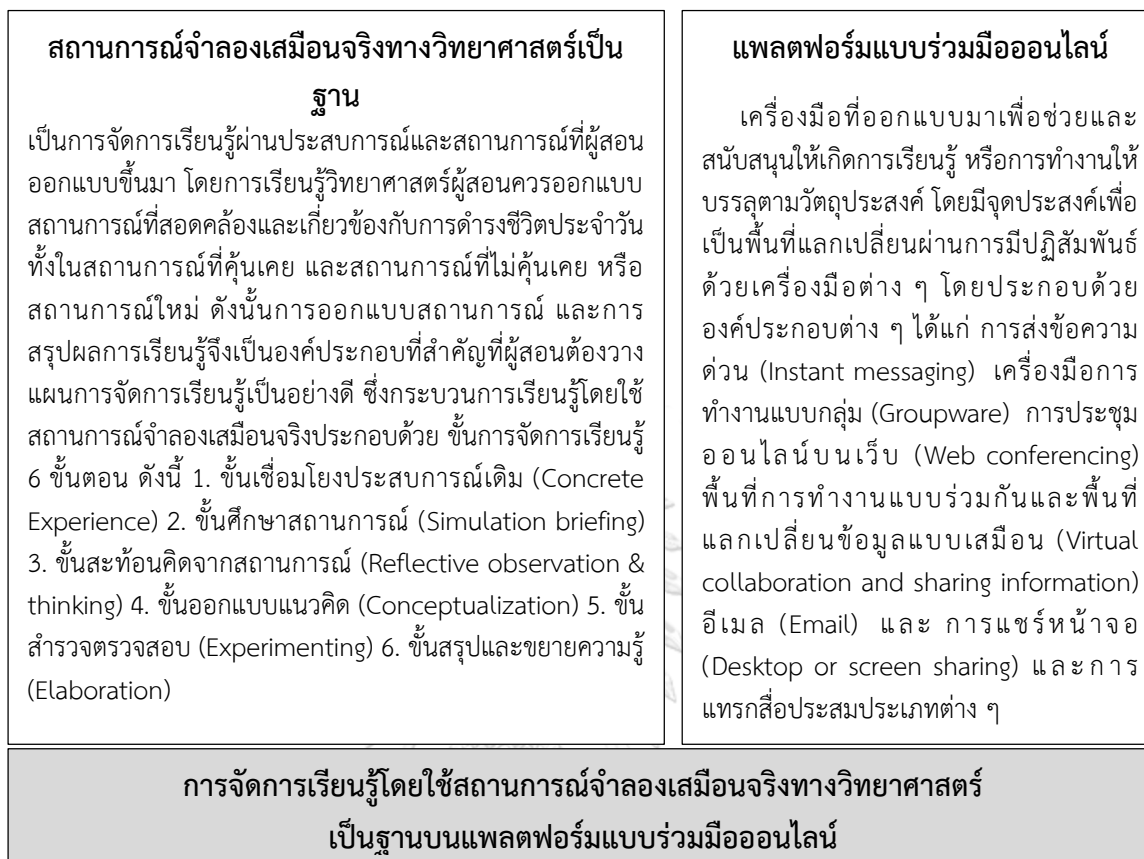 สถานการณ์จำลองเสมือนจริงทางวิทยาศาสตร์เป็น
ฐาน
เป็นการจัดการเรียนรู้ผ่านประสบการณ์และสถานการณ์ที่ผู้สอน
ออกแบบขึ้นมา โดยการเรียนรู้วิทยาศาสตร์ผู้สอนควรออกแบบ
สถานการณ์ที่สอดคล้องและเกี่ยวข้องกับการดำรงชีวิตประจำวัน
ทั้งในสถานการณ์ที่คุ้นเคย และสถานการณ์ที่ไม่คุ้นเคย หรือ
สถานการณ์ใหม่ ดังนั้นการออกแบบสถานการณ์ และการ
สรุปผลการเรียนรู้จึงเป็นองค์ประกอบที่สำคัญที่ผู้สอนต้องวาง
แผนการจัดการเรียนรู้เป็นอย่างดี ซึ่งกระบวนการเรียนรู้โดยใช้
สถานการณ์จำลองเสมือนจริงประกอบด้วย ขั้นการจัดการเรียนรู้
6 ขั้นตอน ดังนี้ 1. ขั้นเชื่อมโยงประสบการณ์เดิม (Concrete
Experience) 2. ขั้นศึกษาสถานการณ์ (Simulation briefing)
3. ขั้นสะท้อนคิดจากสถานการณ์ (Reflective observation &
thinking) 4. ขั้นออกแบบแนวคิด (Conceptualization) 5. ขั้น
สำรวจตรวจสอบ (Experimenting) 6. ขั้นสรุปและขยายความรู้
(Elaboration)
แพลตฟอร์มแบบร่วมมือออนไลน์
เครื่องมือที่ออกแบบมาเพื่อช่วยและ
สนับสนุนให้เกิดการเรียนรู้ หรือการทำงานให้
บรรลุตามวัตถุประสงค์ โดยมีจุดประสงค์เพื่อ
เป็นพื้นที่แลกเปลี่ยนผ่านการมีปฏิสัมพันธ์
ด้วยเครื่องมือต่าง ๆ โดยประกอบด้วย
องค์ประกอบต่าง ๆ ได้แก่ การส่งข้อความ
ด่วน (Instant messaging) เครื่องมือการ
ทำงานแบบกลุ่ม (Groupware) การประชุม
ออนไลน์บนเว็บ (Web conferencing)
พื้นที่การทำงานแบบร่วมกันและพื้นที่
แลกเปลี่ยนข้อมูลแบบเสมือน (Virtual
collaboration and sharing information)
อีเมล (Email) และ การแชร์หน้าจอ
(Desktop or screen sharing) และการ
แทรกสื่อประสมประเภทต่าง ๆ
การจัดการเรียนรู้โดยใช้สถานการณ์จำลองเสมือนจริงทางวิทยาศาสตร์
เป็นฐานบนแพลตฟอร์มแบบร่วมมือออนไลน์